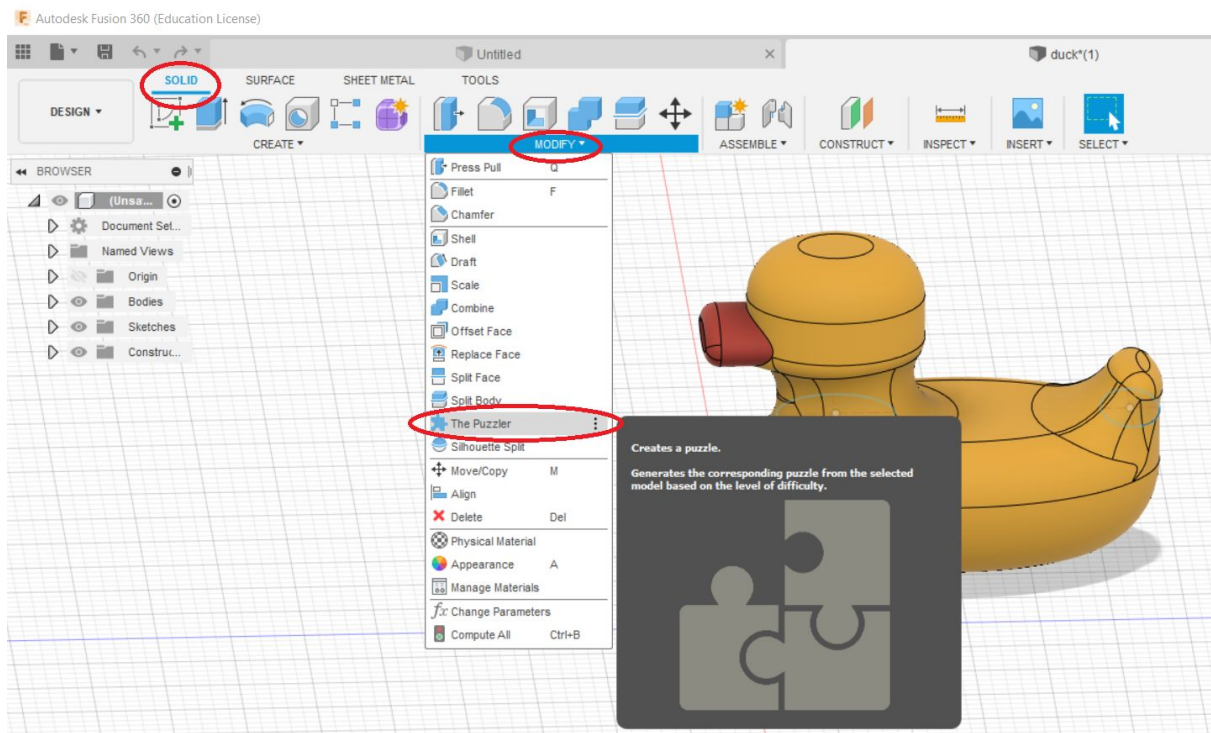 Autodesk Fusion 360 (Education License)
Untitled
duck*(1)
SOLID SURFACE SHEET METAL TOOLS
DESIGN
CREATE MODIFY ASSEMBLE CONSTRUCT INSPECT INSERT SELECT
BROWSER
(Unsa...
Document Set...
Named Views
Origin
Bodies
Sketches
Construc...
Press Pull Q
Fillet F
Chamfer
Shell
Draft
Scale
Combine
Offset Face
Replace Face
Split Face
Split Body
The Puzzler
Silhouette Split
Move/Copy M
Align
Delete Del
Physical Material
Appearance A
Manage Materials
fx Change Parameters
Compute All Ctrl+B
Creates a puzzle.
Generates the corresponding puzzle from the selected
model based on the level of difficulty.